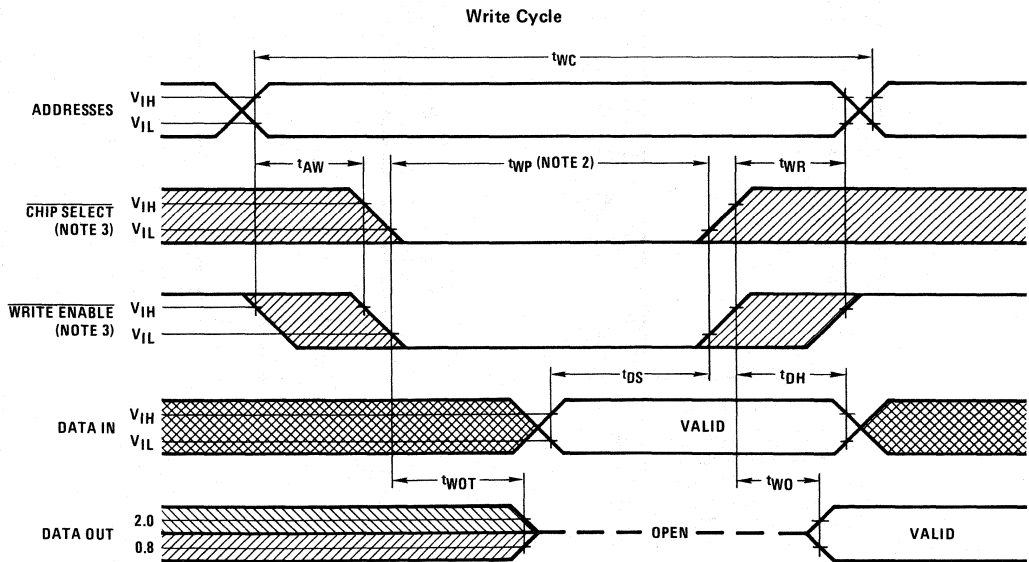 Write Cycle
tWC
ADDRESSES
VIH
VIL
tAW
tWP (NOTE 2)
tWR
CHIP SELECT
(NOTE 3)
VIH
VIL
WRITE ENABLE
(NOTE 3)
VIH
VIL
tDS
tDH
DATA IN
VIH
VIL
VALID
tWOT
tWO
DATA OUT
2.0
0.8
OPEN
VALID